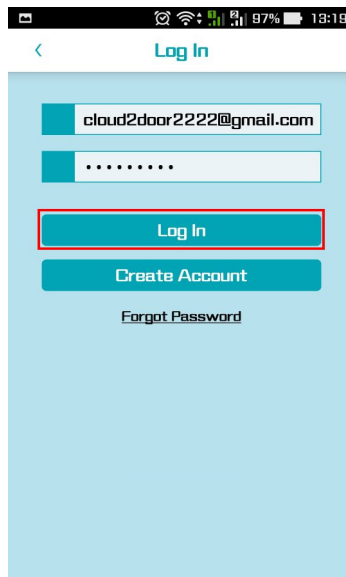 97% 13:19
Log In
cloud2door2222@gmail.com
•••••••••
Log In
Create Account
Forgot Password